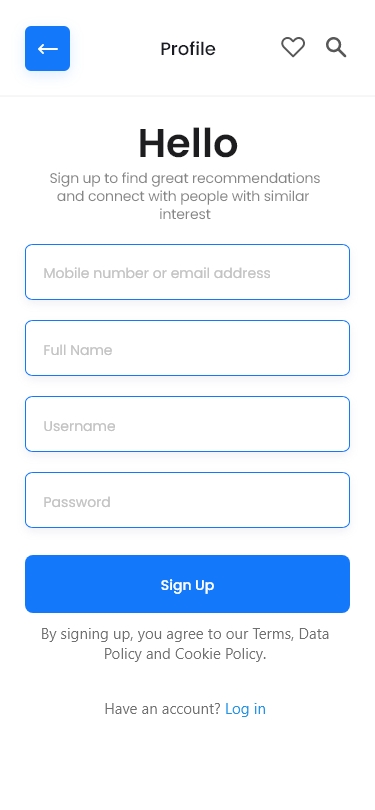 Profile
Hello
Sign up to find great recommendations
and connect with people with similar
interest
Mobile number or email address
Full Name
Username
Password
Sign Up
By signing up, you agree to our Terms, Data
Policy and Cookie Policy.
Have an account? Log in